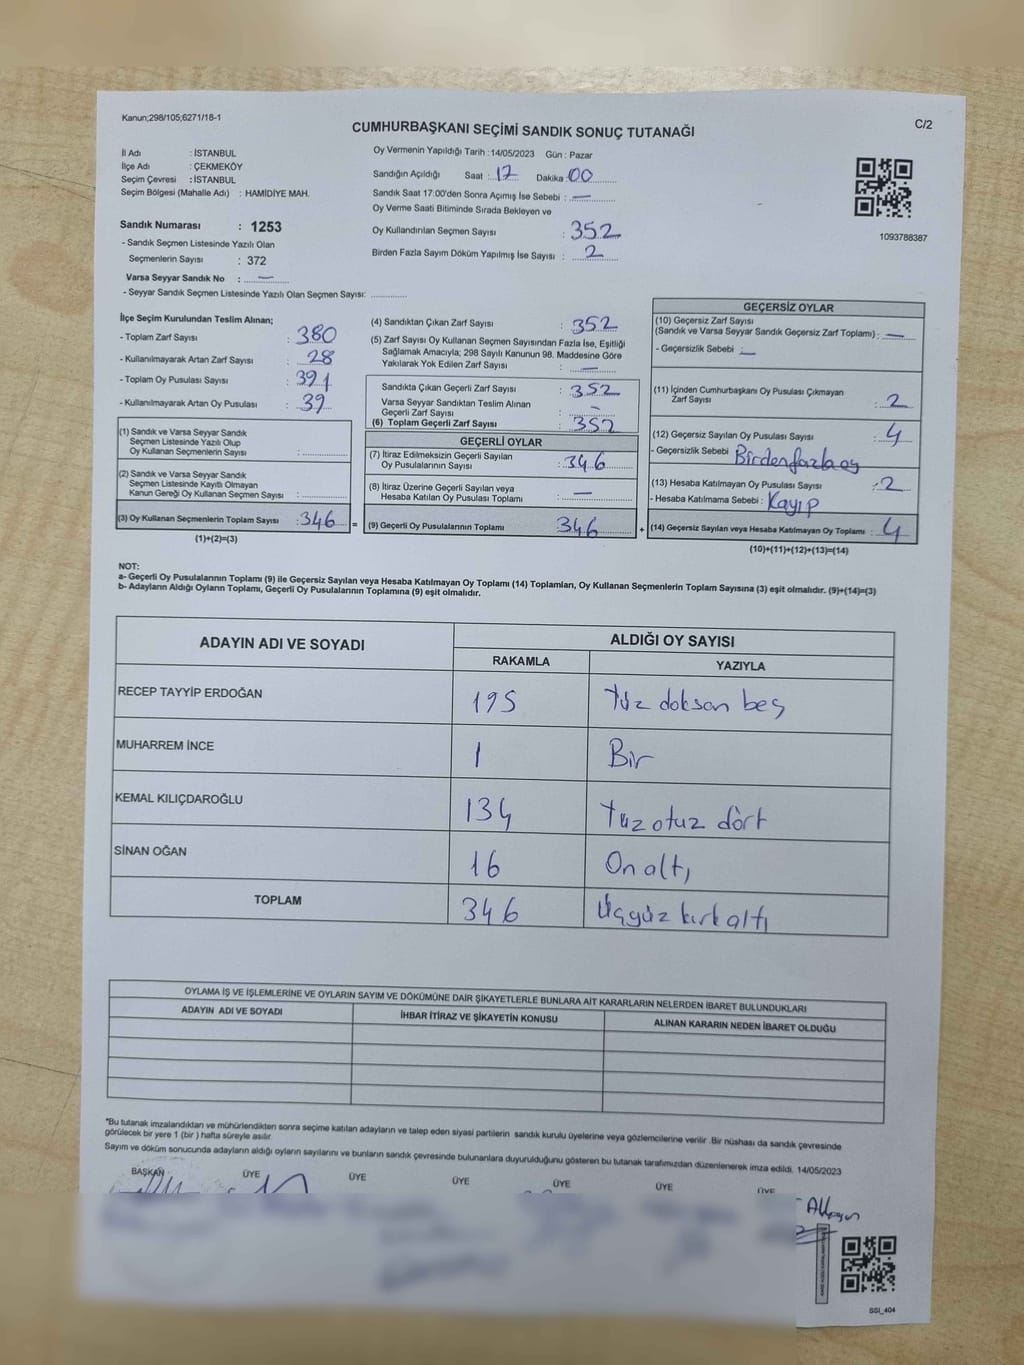 Kanun;298/105;6271/18-1
C/2
CUMHURBAŞKANI SEÇİMİ SANDIK SONUÇ TUTANAĞI
İl Adı : İSTANBUL
İlçe Adı : ÇEKMEKÖY
Seçim Çevresi : İSTANBUL
Seçim Bölgesi (Mahalle Adı) : HAMİDİYE MAH.
Oy Vermenin Yapıldığı Tarih :14/05/2023 Gün : Pazar
Sandığın Açıldığı Saat : 17 Dakika :00
Sandık Saat 17:00'den Sonra Açımış İse Sebebi : —
Oy Verme Saati Bitiminde Sırada Bekleyen ve
Oy Kullandırılan Seçmen Sayısı : 352
Birden Fazla Sayım Döküm Yapılmış İse Sayısı : 2
1093788387
Sandık Numarası : 1253
- Sandık Seçmen Listesinde Yazılı Olan
Seçmenlerin Sayısı : 372
Varsa Seyyar Sandık No : —
- Seyyar Sandık Seçmen Listesinde Yazılı Olan Seçmen Sayısı: ............
İlçe Seçim Kurulundan Teslim Alınan;
- Toplam Zarf Sayısı : 380
- Kullanılmayarak Artan Zarf Sayısı : 28
- Toplam Oy Pusulası Sayısı : 391
- Kullanılmayarak Artan Oy Pusulası : 39
(1) Sandık ve Varsa Seyyar Sandık
Seçmen Listesinde Yazılı Olup
Oy Kullanan Seçmenlerin Sayısı :
(2) Sandık ve Varsa Seyyar Sandık
Seçmen Listesinde Kayıtlı Olmayan
Kanun Gereği Oy Kullanan Seçmen Sayısı :
(3) Oy Kullanan Seçmenlerin Toplam Sayısı : 346
(1)+(2)=(3)
=
(4) Sandıktan Çıkan Zarf Sayısı : 352
(5) Zarf Sayısı Oy Kullanan Seçmen Sayısından Fazla İse, Eşitliği
Sağlamak Amacıyla; 298 Sayılı Kanunun 98. Maddesine Göre
Yakılarak Yok Edilen Zarf Sayısı : —
Sandıkta Çıkan Geçerli Zarf Sayısı : 352
Varsa Seyyar Sandıktan Teslim Alınan
Geçerli Zarf Sayısı : -
(6) Toplam Geçerli Zarf Sayısı : 352
GEÇERLİ OYLAR
(7) İtiraz Edilmeksizin Geçerli Sayılan
Oy Pusulalarının Sayısı : 346
(8) İtiraz Üzerine Geçerli Sayılan veya
Hesaba Katılan Oy Pusulası Toplamı : —
(9) Geçerli Oy Pusulalarının Toplamı 346
+
GEÇERSİZ OYLAR
(10) Geçersiz Zarf Sayısı
(Sandık ve Varsa Seyyar Sandık Geçersiz Zarf Toplamı) : —
- Geçersizlik Sebebi : —
(11) İçinden Cumhurbaşkanı Oy Pusulası Çıkmayan
Zarf Sayısı : 2
(12) Geçersiz Sayılan Oy Pusulası Sayısı : 4
- Geçersizlik Sebebi Birdenfazla oy
(13) Hesaba Katılmayan Oy Pusulası Sayısı : 2
- Hesaba Katılmama Sebebi : Kayıp
(14) Geçersiz Sayılan veya Hesaba Katılmayan Oy Toplamı : 4
(10)+(11)+(12)+(13)=(14)
NOT:
a- Geçerli Oy Pusulalarının Toplamı (9) ile Geçersiz Sayılan veya Hesaba Katılmayan Oy Toplamı (14) Toplamları, Oy Kullanan Seçmenlerin Toplam Sayısına (3) eşit olmalıdır. (9)+(14)=(3)
b- Adayların Aldığı Oyların Toplamı, Geçerli Oy Pusulalarının Toplamına (9) eşit olmalıdır.
ADAYIN ADI VE SOYADI ALDIĞI OY SAYISI
RAKAMLA YAZIYLA
RECEP TAYYİP ERDOĞAN 195 Yüz doksan beş
MUHARREM İNCE 1 Bir
KEMAL KILIÇDAROĞLU 134 Yüz otuz dört
SİNAN OĞAN 16 On altı
TOPLAM 346 Üçyüz kırk altı
OYLAMA İŞ VE İŞLEMLERİNE VE OYLARIN SAYIM VE DÖKÜMÜNE DAİR ŞİKAYETLERLE BUNLARA AİT KARARLARIN NELERDEN İBARET BULUNDUKLARI
ADAYIN ADI VE SOYADI İHBAR İTİRAZ VE ŞİKAYETİN KONUSU ALINAN KARARIN NEDEN İBARET OLDUĞU
*Bu tutanak imzalandıktan ve mühürlendikten sonra seçime katılan adayların ve talep eden siyasi partilerin sandık kurulu üyelerine veya gözlemcilerine verilir .Bir nüshası da sandık çevresinde
görülecek bir yere 1 (bir ) hafta süreyle asılır.
Sayım ve döküm sonucunda adayların aldığı oyların sayılarını ve bunların sandık çevresinde bulunanlara duyurulduğunu gösteren bu tutanak tarafımızdan düzenlenerek imza edildi. 14/05/2023
BAŞKAN ÜYE ÜYE ÜYE ÜYE ÜYE ÜYE
SSI_404